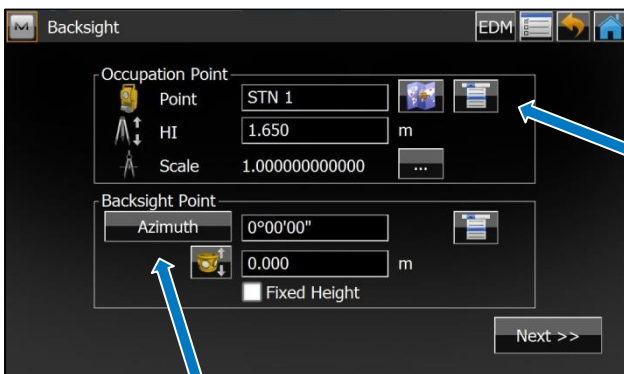 M Backsight EDM
Occupation Point
Point STN 1
HI 1.650 m
Scale 1.000000000000 ...
Backsight Point
Azimuth 0°00'00"
0.000 m
Fixed Height
Next >>